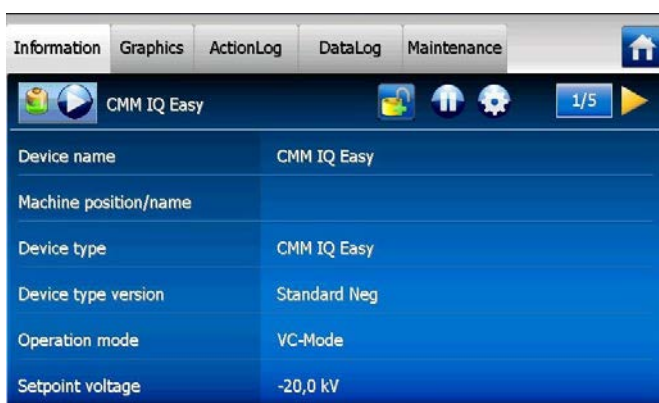 Information Graphics ActionLog DataLog Maintenance
CMM IQ Easy 1/5
Device name CMM IQ Easy
Machine position/name
Device type CMM IQ Easy
Device type version Standard Neg
Operation mode VC-Mode
Setpoint voltage -20,0 kV